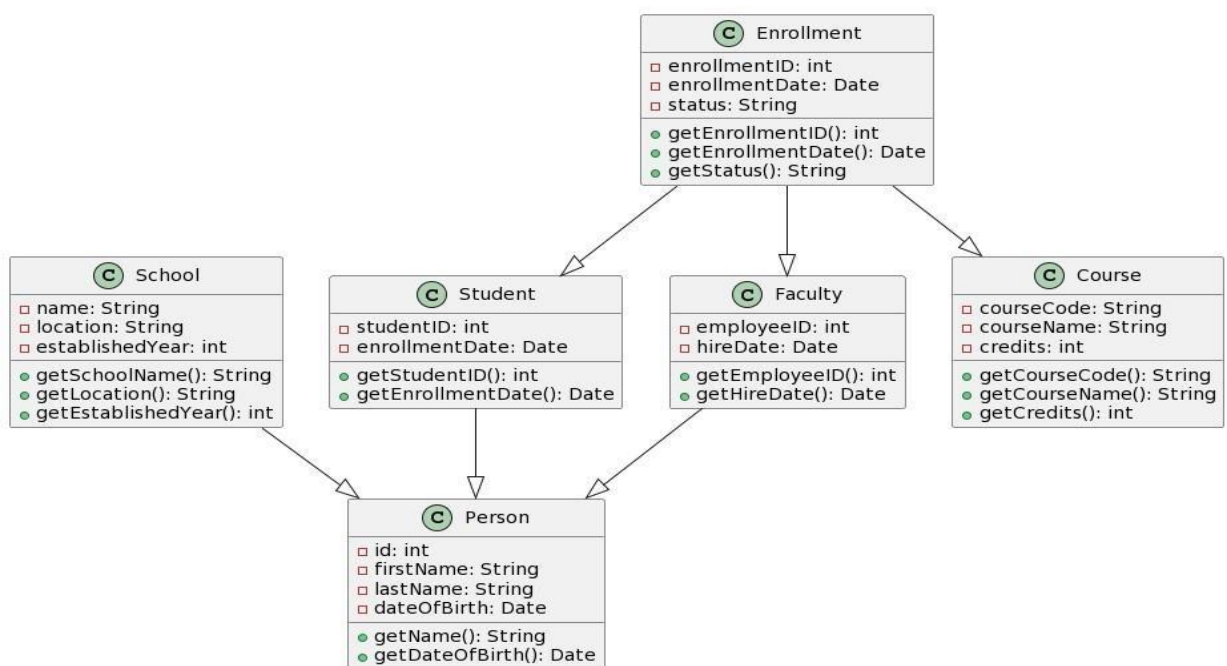 C Enrollment
enrollmentID: int
enrollmentDate: Date
status: String
getEnrollmentID(): int
getEnrollmentDate(): Date
getStatus(): String
C School
name: String
location: String
establishedYear: int
getSchoolName(): String
getLocation(): String
getEstablishedYear(): int
C Student
studentID: int
enrollmentDate: Date
getStudentID(): int
getEnrollmentDate(): Date
C Faculty
employeeID: int
hireDate: Date
getEmployeeID(): int
getHireDate(): Date
C Course
courseCode: String
courseName: String
credits: int
getCourseCode(): String
getCourseName(): String
getCredits(): int
C Person
id: int
firstName: String
lastName: String
dateOfBirth: Date
getName(): String
getDateOfBirth(): Date